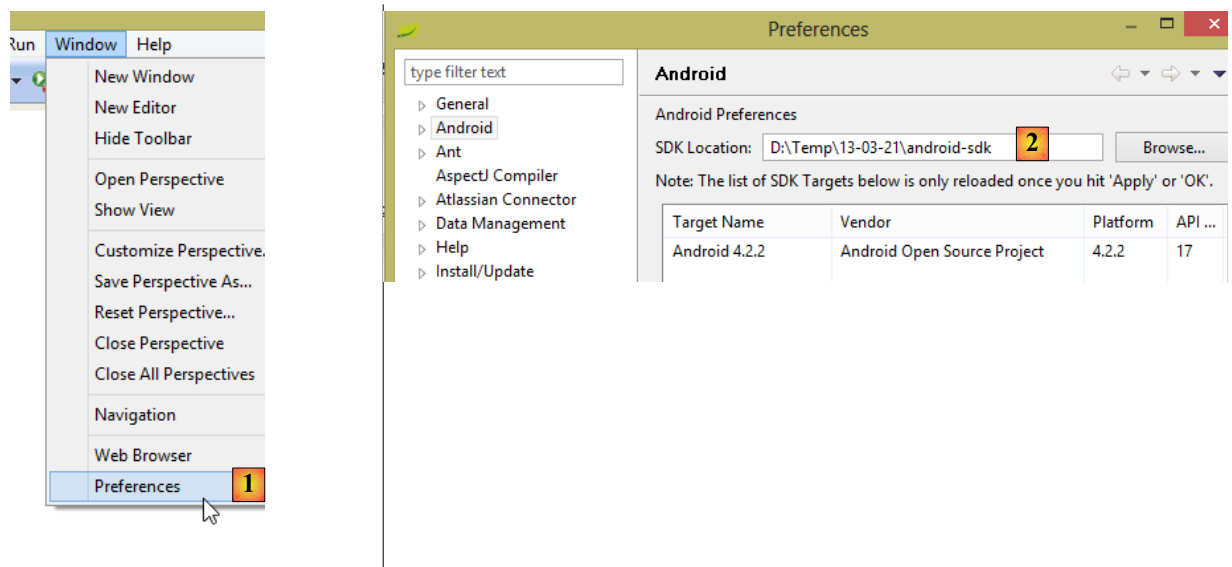 Run Window Help
New Window
New Editor
Hide Toolbar
Open Perspective
Show View
Customize Perspective.
Save Perspective As...
Reset Perspective...
Close Perspective
Close All Perspectives
Navigation
Web Browser
Preferences 1
Preferences
type filter text
General
Android
Ant
AspectJ Compiler
Atlassian Connector
Data Management
Help
Install/Update
Android
Android Preferences
SDK Location: D:\Temp\13-03-21\android-sdk 2 Browse...
Note: The list of SDK Targets below is only reloaded once you hit 'Apply' or 'OK'.
Target Name Vendor Platform API ...
Android 4.2.2 Android Open Source Project 4.2.2 17